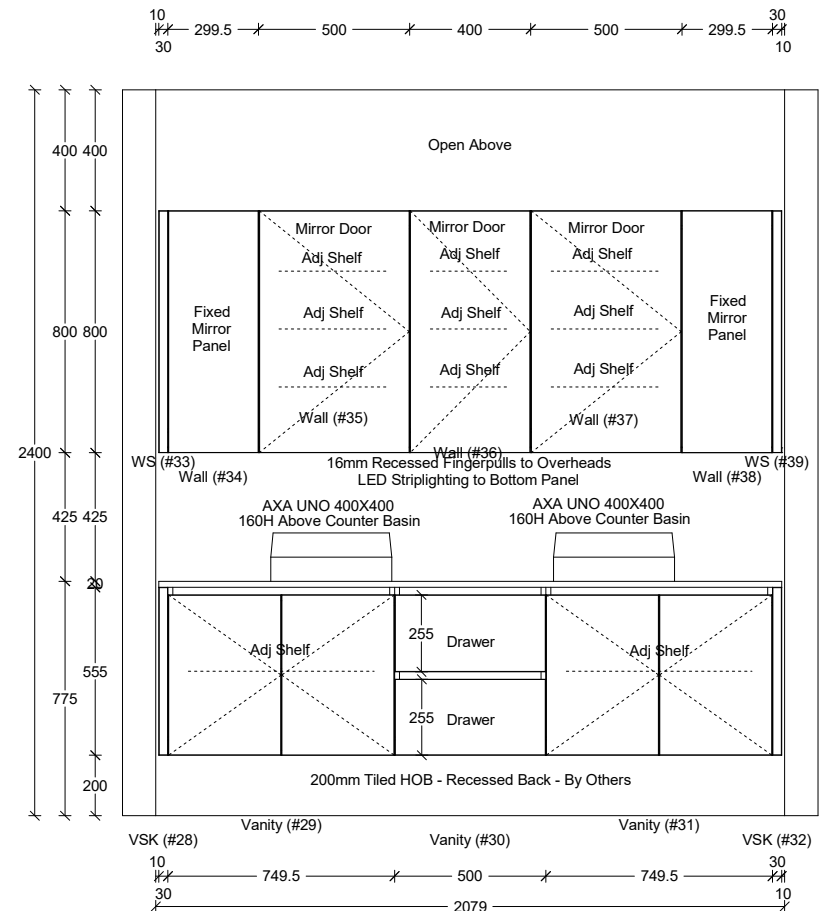 10 30
299.5 500 400 500 299.5
30 10
Open Above
400 400
Mirror Door Mirror Door Mirror Door
Adj Shelf Adj Shelf Adj Shelf
Fixed
Mirror
Panel
Adj Shelf Adj Shelf Adj Shelf
Fixed
Mirror
Panel
800 800
Adj Shelf Adj Shelf Adj Shelf
Wall (#35) Wall (#37)
2400
Wall (#36)
WS (#33) 16mm Recessed Fingerpulls to Overheads WS (#39)
Wall (#34) LED Striplighting to Bottom Panel Wall (#38)
AXA UNO 400X400
160H Above Counter Basin
AXA UNO 400X400
160H Above Counter Basin
425 425
20
255 Drawer
Adj Shelf Adj Shelf
555
775
255 Drawer
200mm Tiled HOB - Recessed Back - By Others
200
Vanity (#29) Vanity (#31)
VSK (#28) Vanity (#30) VSK (#32)
10 30
749.5 500 749.5
30 10
2079